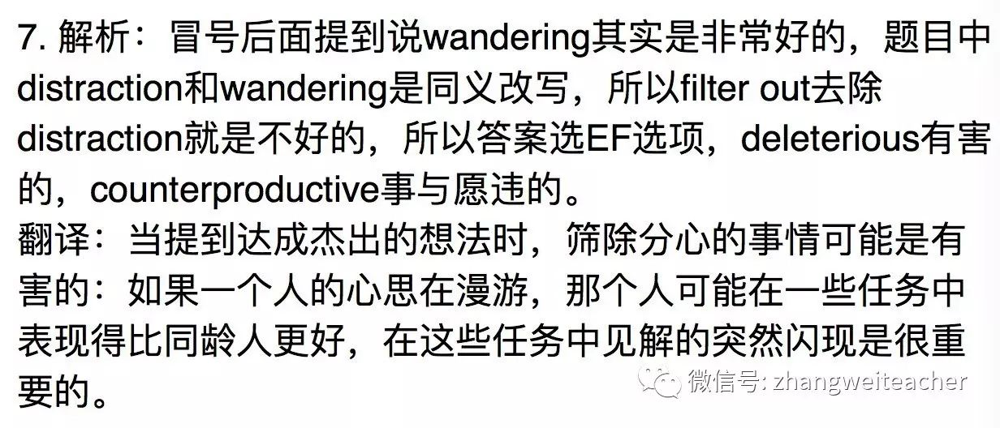 7. 解析：冒号后面提到说wandering其实是非常好的，题目中
distraction和wandering是同义改写，所以filter out去除
distraction就是不好的，所以答案选EF选项，deleterious有害
的，counterproductive事与愿违的。
翻译：当提到达成杰出的想法时，筛除分心的事情可能是有
害的：如果一个人的心思在漫游，那个人可能在一些任务中
表现得比同龄人更好，在这些任务中见解的突然闪现是很重
要的。
微信号: zhangweiteacher